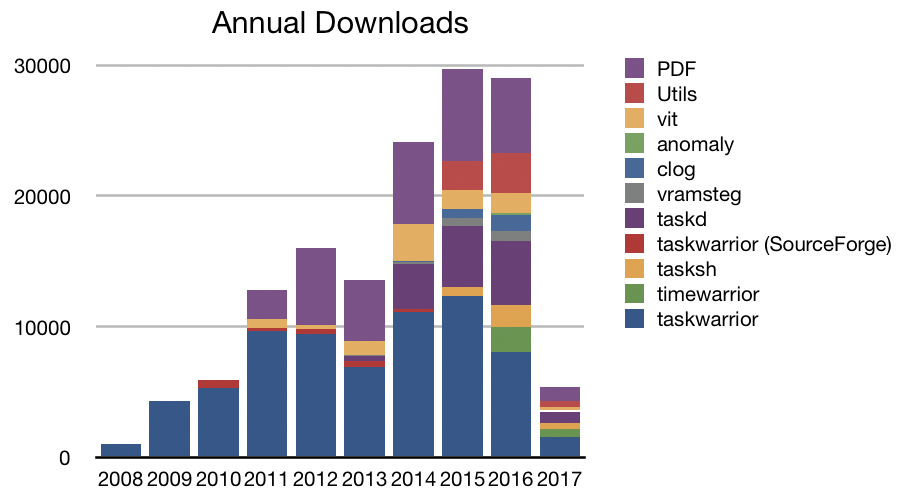 Annual Downloads
30000
20000
10000
0
2008 2009 2010 2011 2012 2013 2014 2015 2016 2017
PDF
Utils
vit
anomaly
clog
vramsteg
taskd
taskwarrior (SourceForge)
tasksh
timewarrior
taskwarrior